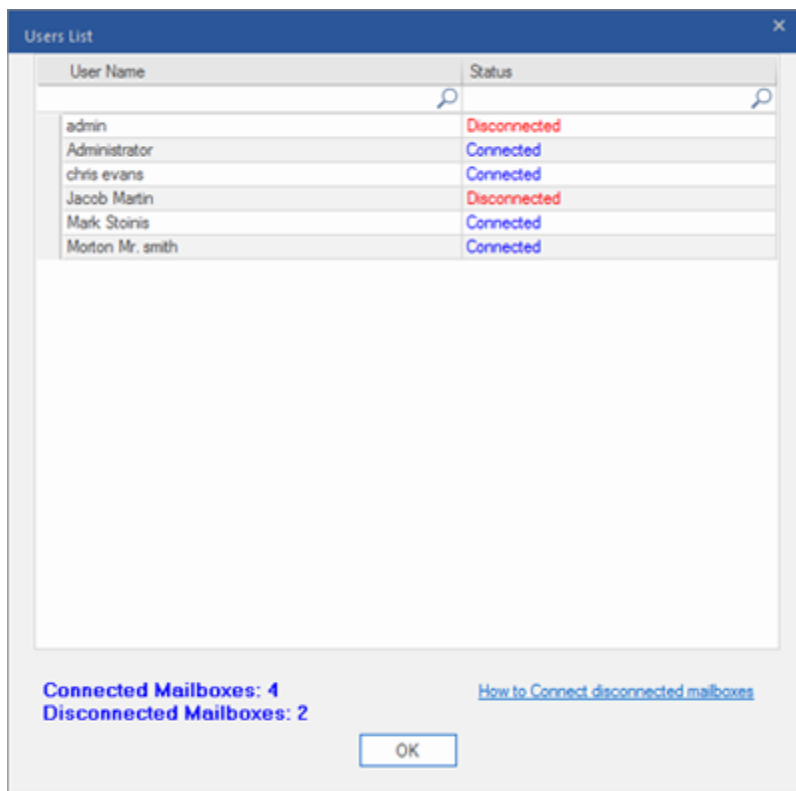 Users List
User Name Status
admin Disconnected
Administrator Connected
chris evans Connected
Jacob Martin Disconnected
Mark Stoinis Connected
Morton Mr. smith Connected
Connected Mailboxes: 4
How to Connect disconnected mailboxes
Disconnected Mailboxes: 2
OK